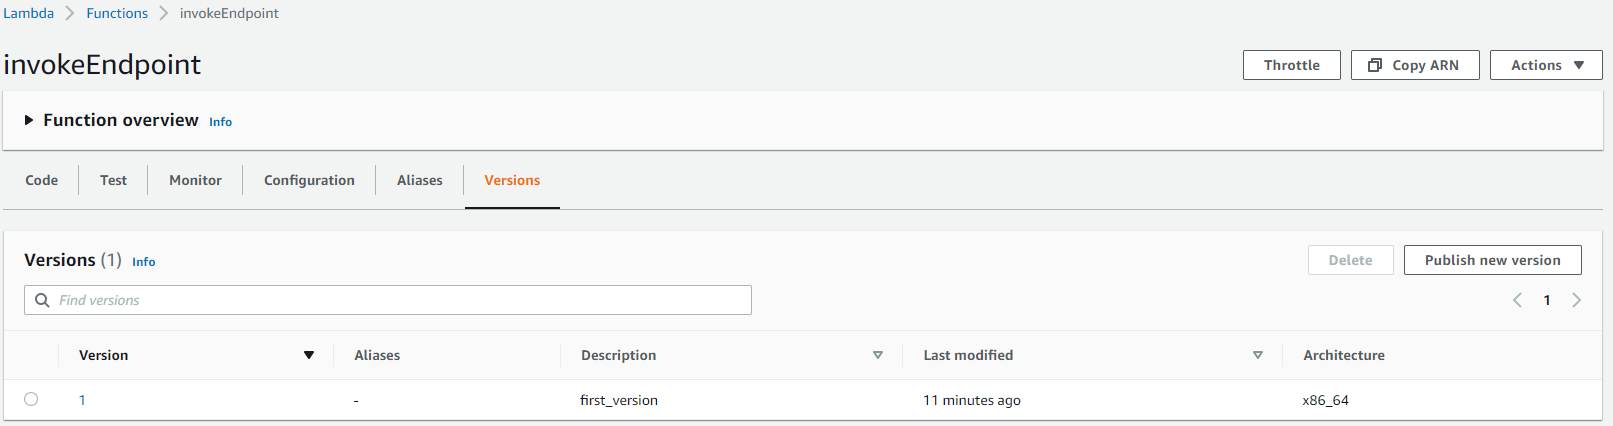 Lambda Functions invokeEndpoint
invokeEndpoint
Throttle Copy ARN Actions
Function overview Info
Code Test Monitor Configuration Aliases Versions
Versions (1) Info Delete Publish new version
Find versions 1
Version Aliases Description Last modified Architecture
1 - first_version 11 minutes ago x86_64